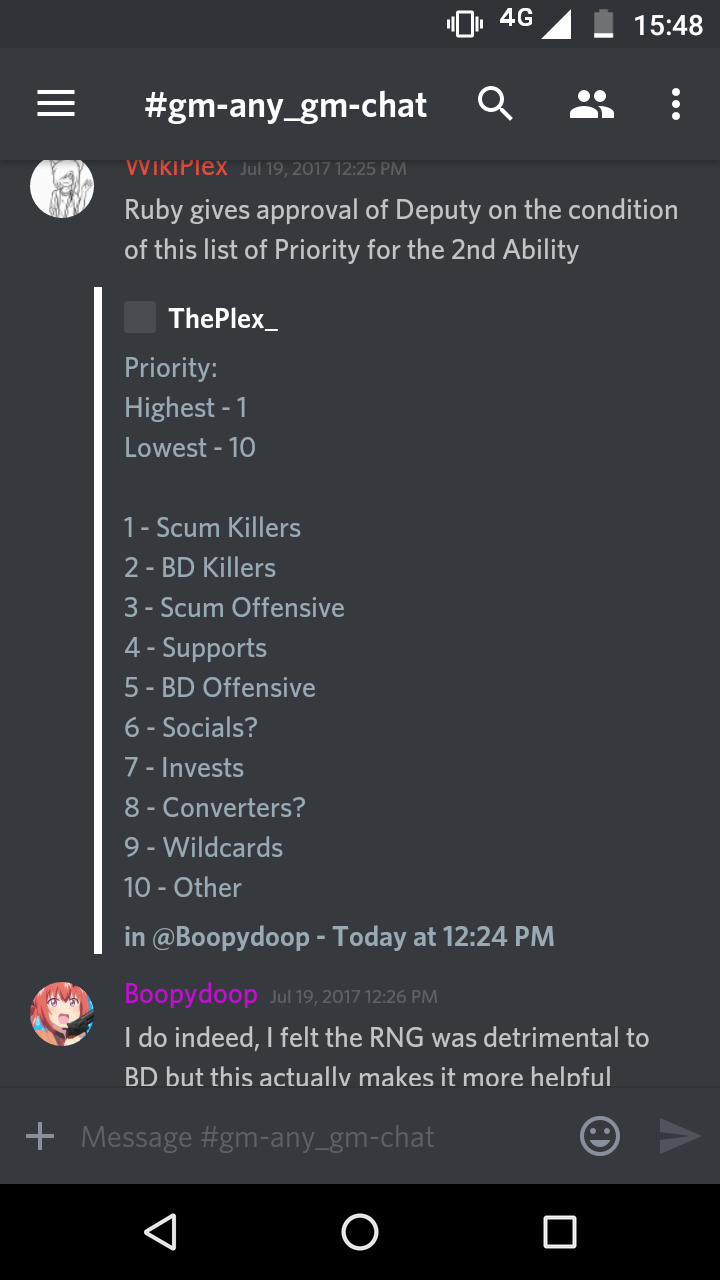 4G 15:48
#gm-any_gm-chat
WikiPlex Jul 19, 2017 12:25 PM
Ruby gives approval of Deputy on the condition
of this list of Priority for the 2nd Ability
ThePlex_
Priority:
Highest - 1
Lowest - 10
1 - Scum Killers
2 - BD Killers
3 - Scum Offensive
4 - Supports
5 - BD Offensive
6 - Socials?
7 - Invests
8 - Converters?
9 - Wildcards
10 - Other
in @Boopydoop - Today at 12:24 PM
Boopydoop Jul 19, 2017 12:26 PM
I do indeed, I felt the RNG was detrimental to
BD but this actually makes it more helpful
Message #gm-any_gm-chat